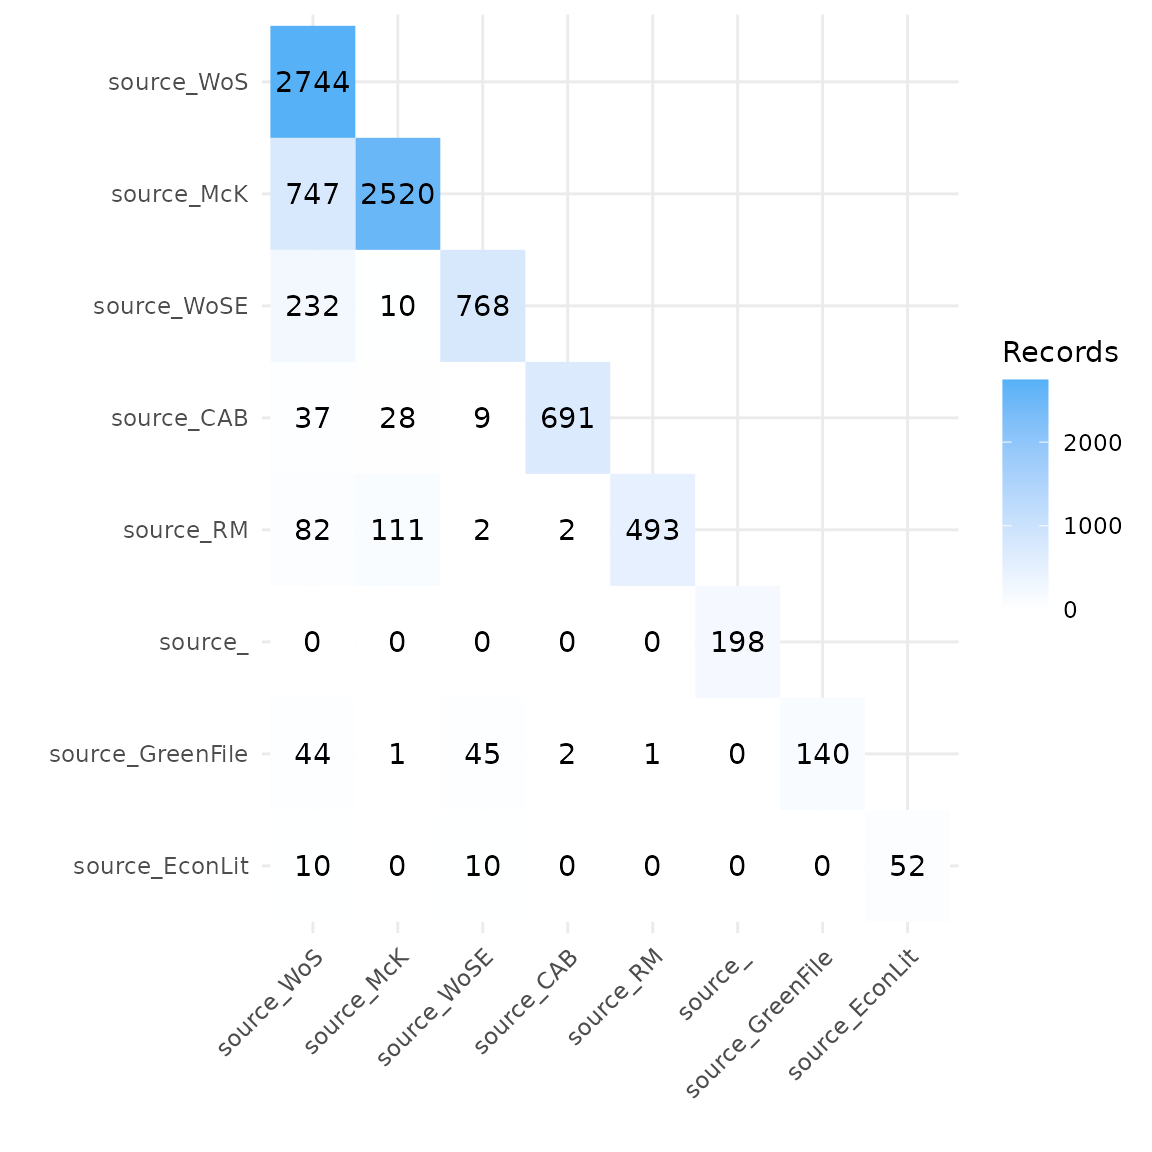 source_WoS 2744
source_McK 747 2520
source_WoSE 232 10 768
source_CAB 37 28 9 691
source_RM 82 111 2 2 493
source_ 0 0 0 0 0 198
source_GreenFile 44 1 45 2 1 0 140
source_EconLit 10 0 10 0 0 0 0 52
source_WoS source_McK source_WoSE source_CAB source_RM source_ source_GreenFile source_EconLit
Records
2000
1000
0